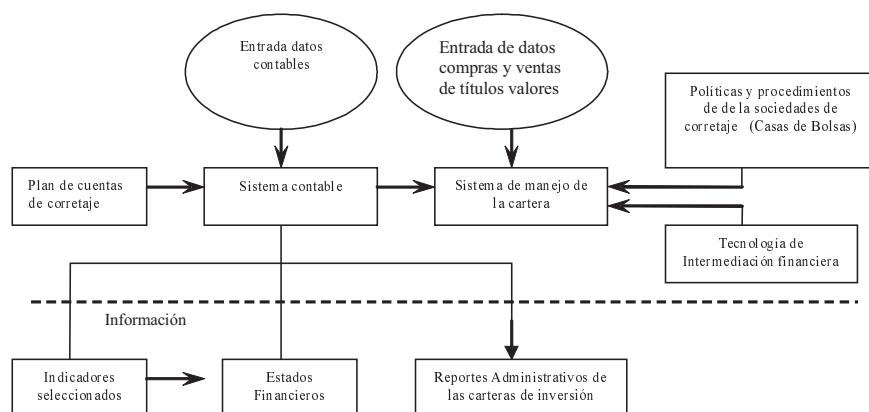 Entrada datos
contables
Entrada de datos
compras y ventas
de títulos valores
Políticas y procedimientos
de de la sociedades de
corretaje (Casas de Bolsas)
Plan de cuentas
de corretaje
Sistema contable
Sistema de manejo de
la cartera
Tecnología de
Intermediación financiera
Información
Indicadores
seleccionados
Estados
Financieros
Reportes Administrativos de
las carteras de inversión